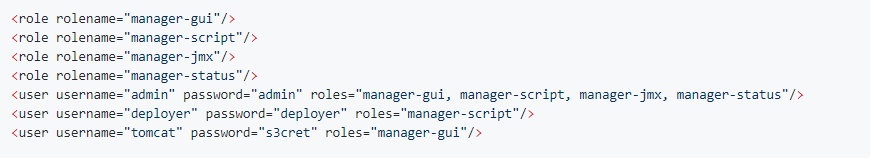 <role rolename="manager-gui"/>
<role rolename="manager-script"/>
<role rolename="manager-jmx"/>
<role rolename="manager-status"/>
<user username="admin" password="admin" roles="manager-gui, manager-script, manager-jmx, manager-status"/>
<user username="deployer" password="deployer" roles="manager-script"/>
<user username="tomcat" password="s3cret" roles="manager-gui"/>